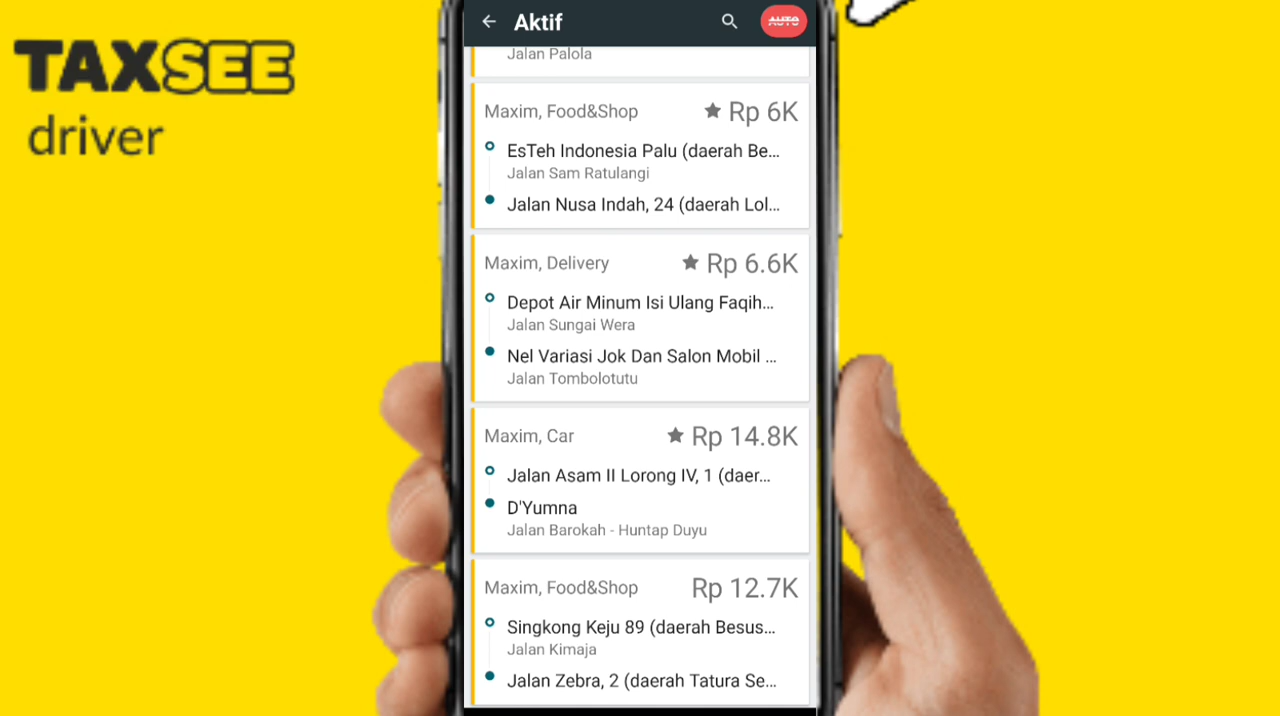 TAXSEE
driver
Aktif
AUTO
Jalan Palola
Maxim, Food&Shop
Rp 6K
EsTeh Indonesia Palu (daerah Be...
Jalan Sam Ratulangi
Jalan Nusa Indah, 24 (daerah Lol...
Maxim, Delivery
Rp 6.6K
Depot Air Minum Isi Ulang Faqih...
Jalan Sungai Wera
Nel Variasi Jok Dan Salon Mobil ...
Jalan Tombolotutu
Maxim, Car
Rp 14.8K
Jalan Asam II Lorong IV, 1 (daer...
D'Yumna
Jalan Barokah - Huntap Duyu
Maxim, Food&Shop
Rp 12.7K
Singkong Keju 89 (daerah Besus...
Jalan Kimaja
Jalan Zebra, 2 (daerah Tatura Se...